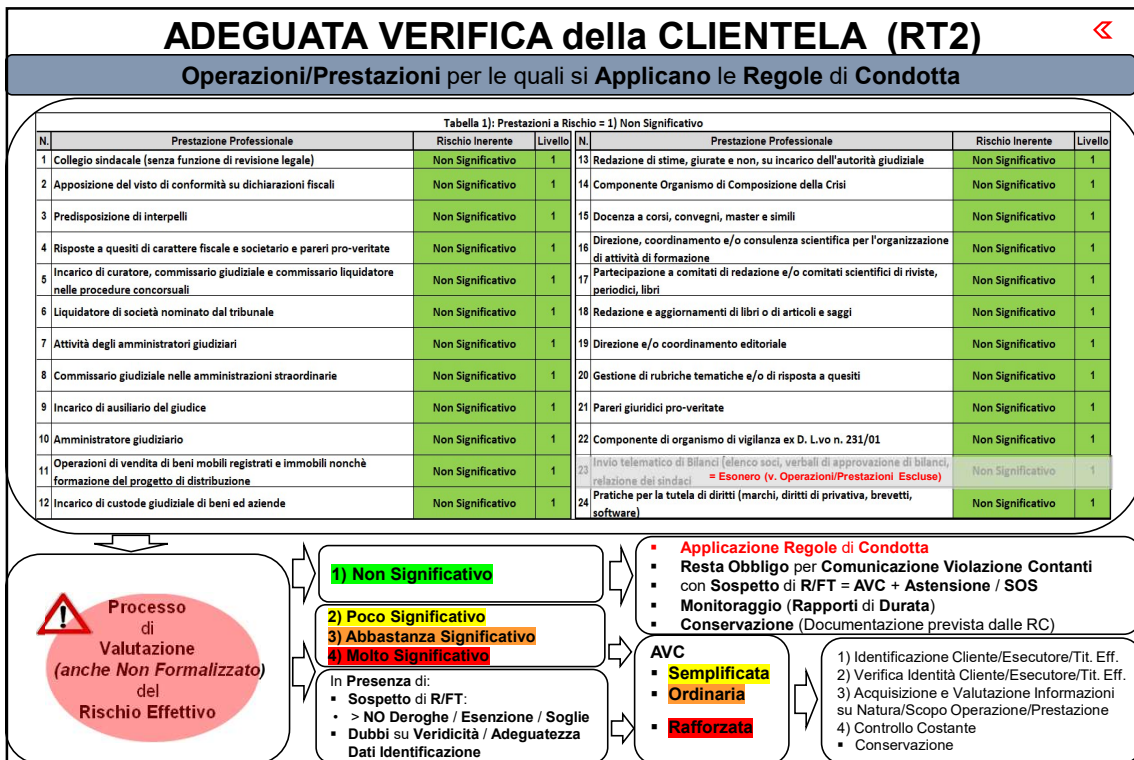 ADEGUATA VERIFICA della CLIENTELA (RT2)
Operazioni/Prestazioni per le quali si Applicano le Regole di Condotta
Tabella 1): Prestazioni a Rischio = 1) Non Significativo
N. Prestazione Professionale Rischio Inerente Livello
1 Collegio sindacale (senza funzione di revisione legale) Non Significativo 1
2 Apposizione del visto di conformità su dichiarazioni fiscali Non Significativo 1
3 Predisposizione di interpelli Non Significativo 1
4 Risposte a quesiti di carattere fiscale e societario e pareri pro-veritate Non Significativo 1
5 Incarico di curatore, commissario giudiziale e commissario liquidatore
nelle procedure concorsuali Non Significativo 1
6 Liquidatore di società nominato dal tribunale Non Significativo 1
7 Attività degli amministratori giudiziari Non Significativo 1
8 Commissario giudiziale nelle amministrazioni straordinarie Non Significativo 1
9 Incarico di ausiliario del giudice Non Significativo 1
10 Amministratore giudiziario Non Significativo 1
11 Operazioni di vendita di beni mobili registrati e immobili nonchè
formazione del progetto di distribuzione Non Significativo 1
12 Incarico di custode giudiziale di beni ed aziende Non Significativo 1
N. Prestazione Professionale Rischio Inerente Livello
13 Redazione di stime, giurate e non, su incarico dell'autorità giudiziale Non Significativo 1
14 Componente Organismo di Composizione della Crisi Non Significativo 1
15 Docenza a corsi, convegni, master e simili Non Significativo 1
16 Direzione, coordinamento e/o consulenza scientifica per l'organizzazione
di attività di formazione Non Significativo 1
17 Partecipazione a comitati di redazione e/o comitati scientifici di riviste,
periodici, libri Non Significativo 1
18 Redazione e aggiornamenti di libri o di articoli e saggi Non Significativo 1
19 Direzione e/o coordinamento editoriale Non Significativo 1
20 Gestione di rubriche tematiche e/o di risposta a quesiti Non Significativo 1
21 Pareri giuridici pro-veritate Non Significativo 1
22 Componente di organismo di vigilanza ex D. L.vo n. 231/01 Non Significativo 1
23 Invio telematico di Bilanci (elenco soci, verbali di approvazione di bilanci,
relazione dei sindaci = Esonero (v. Operazioni/Prestazioni Escluse) Non Significativo 1
24 Pratiche per la tutela di diritti (marchi, diritti di privativa, brevetti,
software) Non Significativo 1
Processo
di
Valutazione
(anche Non Formalizzato)
del
Rischio Effettivo
1) Non Significativo
2) Poco Significativo
3) Abbastanza Significativo
4) Molto Significativo
In Presenza di:
▪ Sospetto di R/FT:
• > NO Deroghe / Esenzione / Soglie
▪ Dubbi su Veridicità / Adeguatezza
Dati Identificazione
▪ Applicazione Regole di Condotta
▪ Resta Obbligo per Comunicazione Violazione Contanti
▪ con Sospetto di R/FT = AVC + Astensione / SOS
▪ Monitoraggio (Rapporti di Durata)
▪ Conservazione (Documentazione prevista dalle RC)
AVC
▪ Semplificata
▪ Ordinaria
▪ Rafforzata
1) Identificazione Cliente/Esecutore/Tit. Eff.
2) Verifica Identità Cliente/Esecutore/Tit. Eff.
3) Acquisizione e Valutazione Informazioni
su Natura/Scopo Operazione/Prestazione
4) Controllo Costante
▪ Conservazione